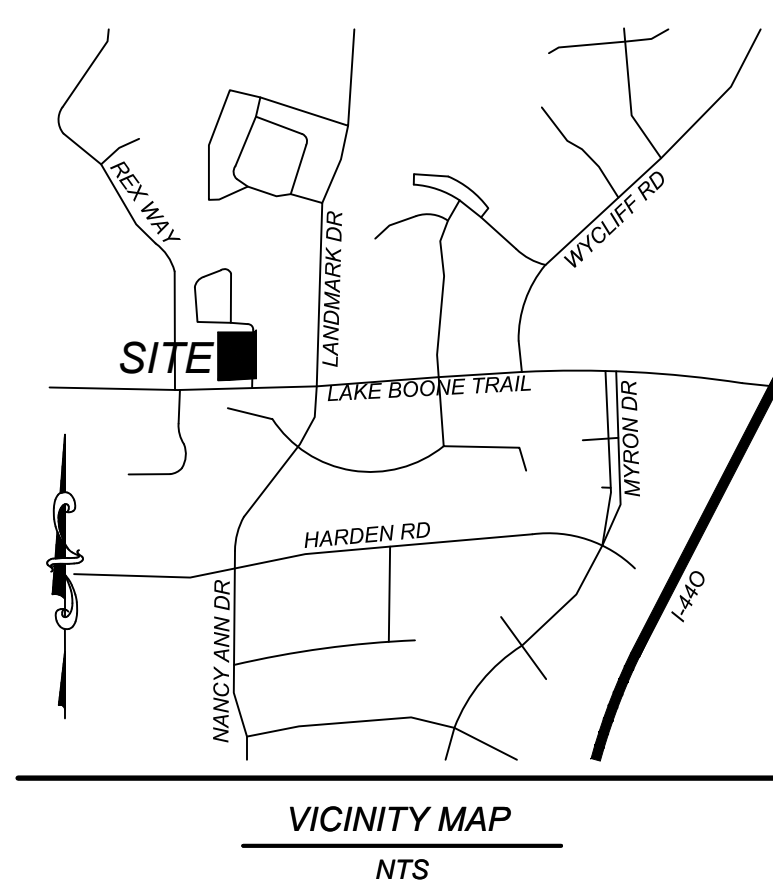 REX WAY
WYCLIFF RD
LANDMARK DR
SITE
LAKE BOONE TRAIL
MYRON DR
HARDEN RD
NANCY ANN DR
I-44O
VICINITY MAP
NTS